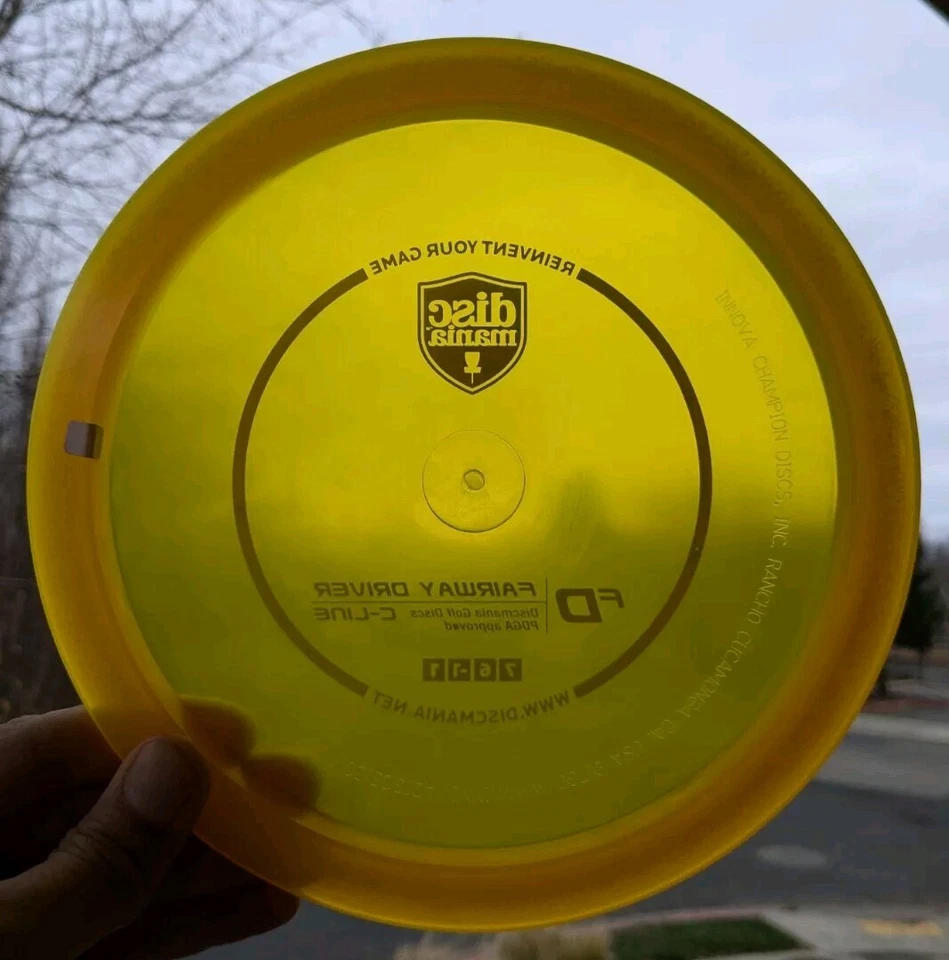 REINVENT YOUR GAME
disc
mania
FD
FAIRWAY DRIVER
Discmania Golf Discs C-LINE
PDGA approved
7 6 -1 1
WWW.DISCMANIA.NET
INNOVA CHAMPION DISCS, INC. RANCHO CUCAMONGA CA, USA